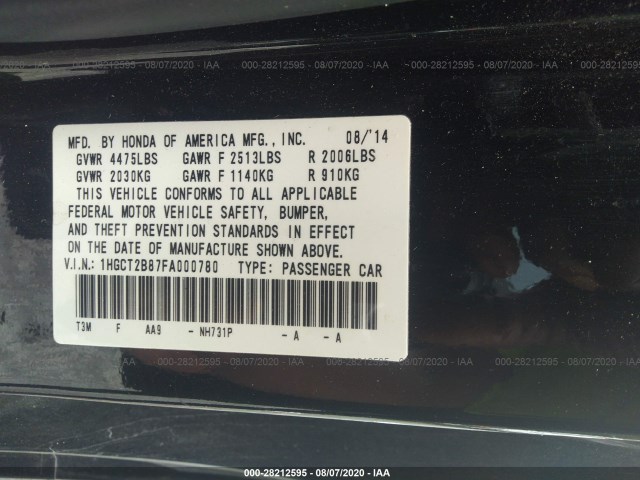 000-28212595 - 08/07/2020 - IAA
000-28212595 - 08/07/2020 - IAA
000-28212595 - 08/07/2020 - IAA
MFD. BY HONDA OF AMERICA MFG., INC. 08/'14
GVWR 4475LBS GAWR F 2513LBS R 2006LBS
GVWR 2030KG GAWR F 1140KG R 910KG
THIS VEHICLE CONFORMS TO ALL APPLICABLE
FEDERAL MOTOR VEHICLE SAFETY, BUMPER,
AND THEFT PREVENTION STANDARDS IN EFFECT
ON THE DATE OF MANUFACTURE SHOWN ABOVE.
V.I.N.: 1HGCT2B87FA000780 TYPE: PASSENGER CAR
T3M F AA9 - NH731P - A - A
000-28212595 - 08/07/2020 - IAA
000-28212595 - 08/07/2020 - IAA
000-28212595 - 08/07/2020 - IAA
000-28212595 - 08/07/2020 - IAA